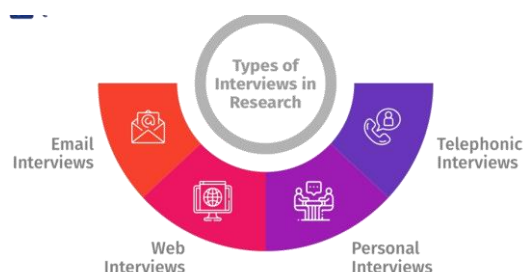 Types of
Interviews in
Research
Email
Interviews
Web
Interviews
Personal
Interviews
Telephonic
Interviews